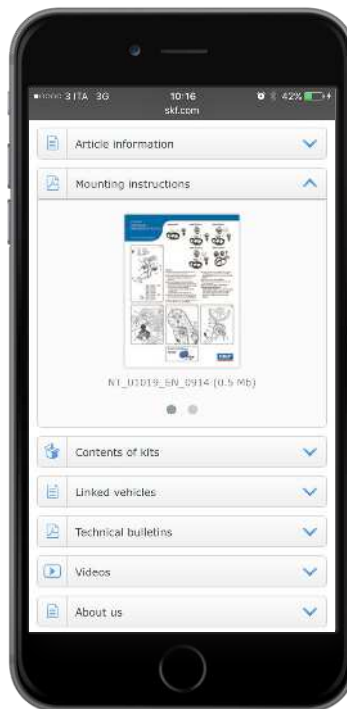 3 ITA 3G 10:16 42%
skf.com
Article information
Mounting instructions
NT_01019_EN_0914 (0.5 Mb)
Contents of kits
Linked vehicles
Technical bulletins
Videos
About us